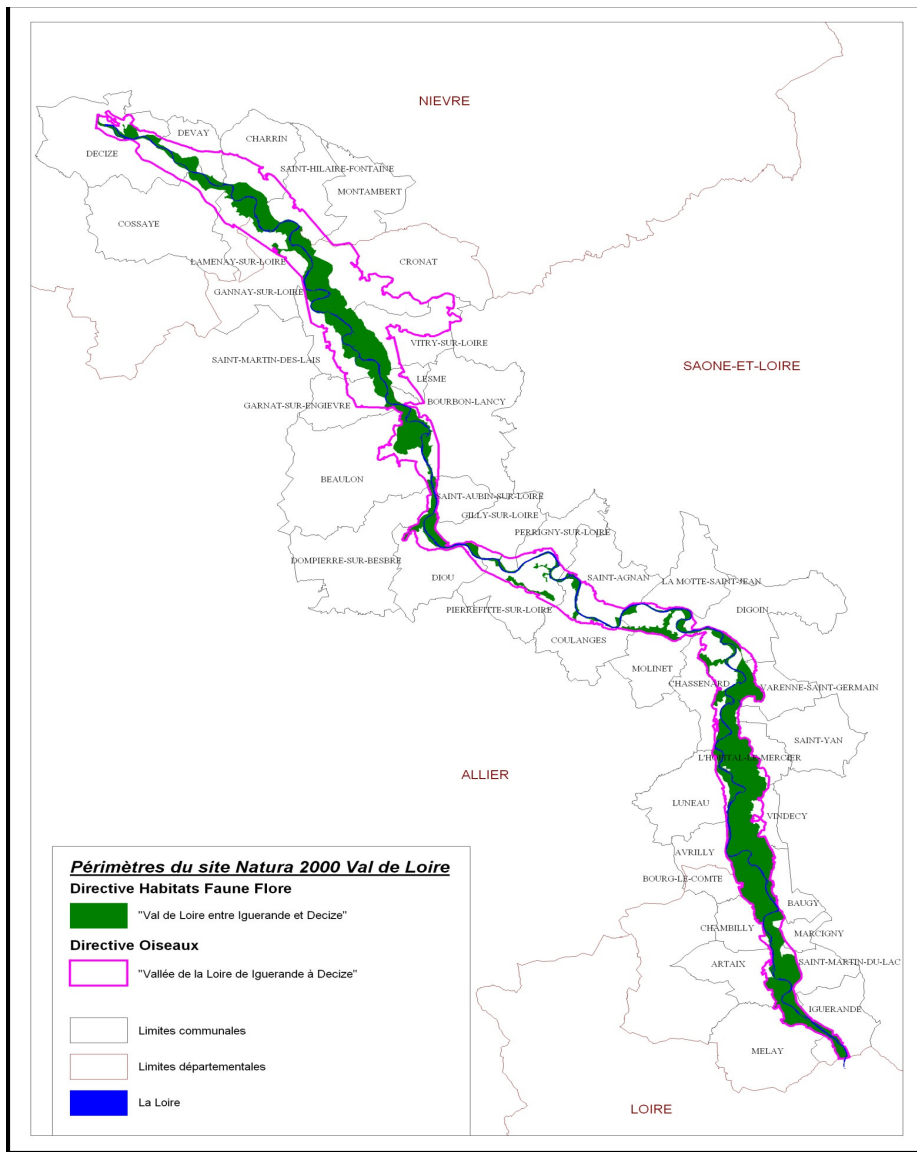 NIEVRE
DEVAY
CHARRIN
DECIZE
SAINT-HILAIRE-FONTAINE
MONTAMBERT
COSSAYE
CRONAT
LAMENAY-SUR-LOIRE
GANNAY-SUR-LOIRE
VITRY-SUR-LOIRE
SAINT-MARTIN-DES-LAIS
SAONE-ET-LOIRE
LESME
GARNAT-SUR-ENGIEVRE
BOURBON-LANCY
BEAULON
SAINT-AUBIN-SUR-LOIRE
GILLY-SUR-LOIRE
PERRIGNY-SUR-LOIRE
DOMPIERRE-SUR-BESBRE
DIOU
SAINT-AGNAN
LA MOTTE-SAINT-JEAN
PIERREFITTE-SUR-LOIRE
DIGOIN
COULANGES
MOLINET
CHASSENARD
VARENNE-SAINT-GERMAIN
SAINT-YAN
L'HOPITAL-LE-MERCIER
ALLIER
LUNEAU
VINDECY
AVRILLY
BOURG-LE-COMTE
BAUGY
CHAMBILLY
MARCIGNY
ARTAIX
SAINT-MARTIN-DU-LAC
IGUERANDE
MELAY
LOIRE
Périmètres du site Natura 2000 Val de Loire
Directive Habitats Faune Flore
"Val de Loire entre Iguerande et Decize"
Directive Oiseaux
"Vallée de la Loire de Iguerande à Decize"
Limites communales
Limites départementales
La Loire